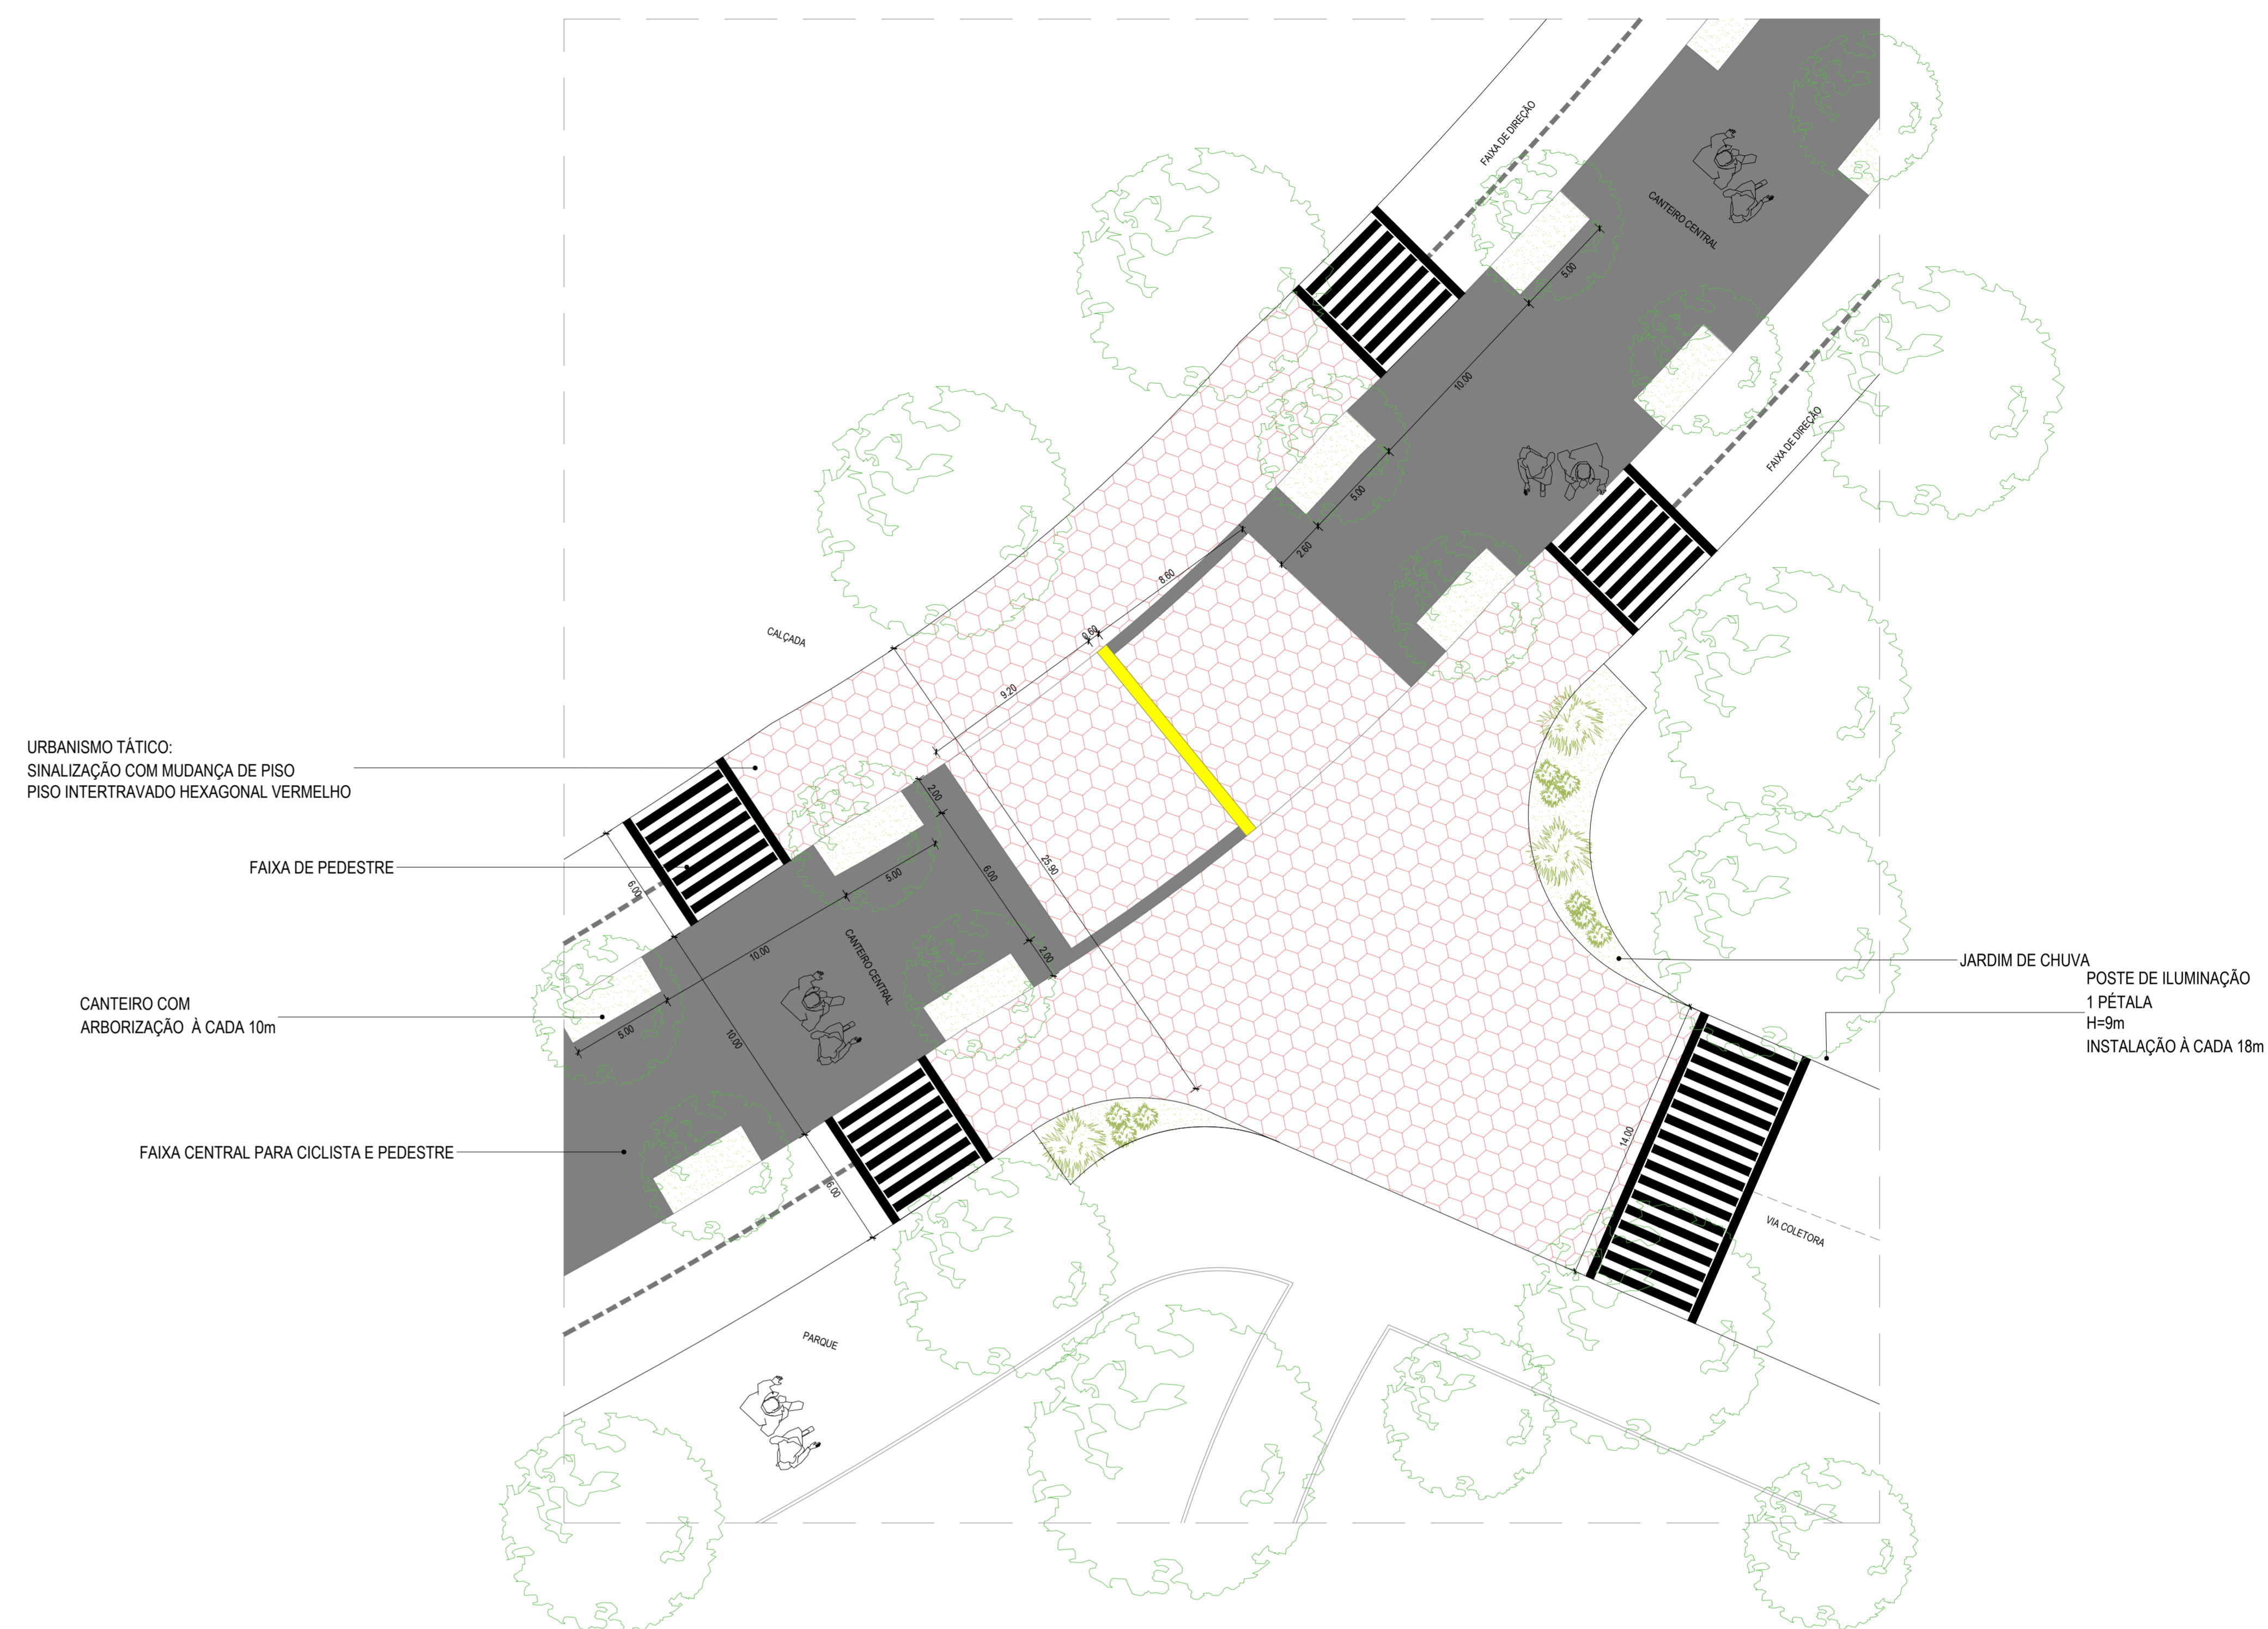 FAIXA DE DIREÇÃO
CANTEIRO CENTRAL
5.00
10.00
FAIXA DE DIREÇÃO
5.00
2.60
8.60
0.60
9.20
CALÇADA
URBANISMO TÁTICO:
SINALIZAÇÃO COM MUDANÇA DE PISO
PISO INTERTRAVADO HEXAGONAL VERMELHO
2.00
FAIXA DE PEDESTRE
6.00
5.00
6.00
25.90
10.00
CANTEIRO CENTRAL
2.00
CANTEIRO COM
ARBORIZAÇÃO À CADA 10m
5.00
10.00
JARDIM DE CHUVA
POSTE DE ILUMINAÇÃO
1 PÉTALA
H=9m
INSTALAÇÃO À CADA 18m
FAIXA CENTRAL PARA CICLISTA E PEDESTRE
6.00
14.00
VIA COLETORA
PARQUE